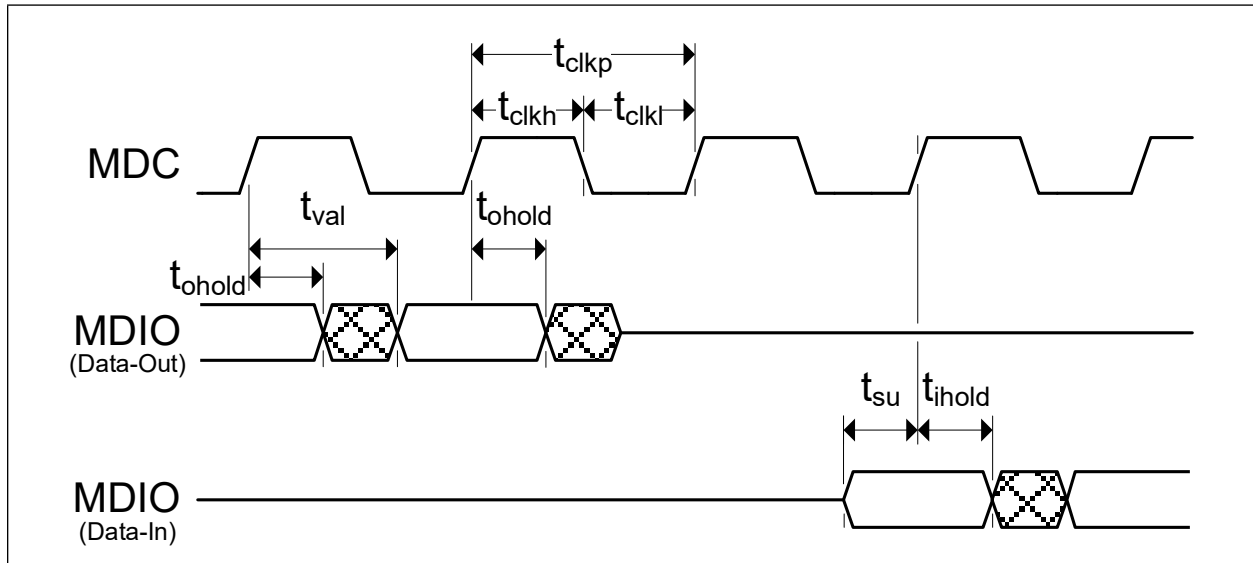 tclkp
tclkh tclkl
MDC
tval tohold
tohold
MDIO
(Data-Out)
tsu tihold
MDIO
(Data-In)